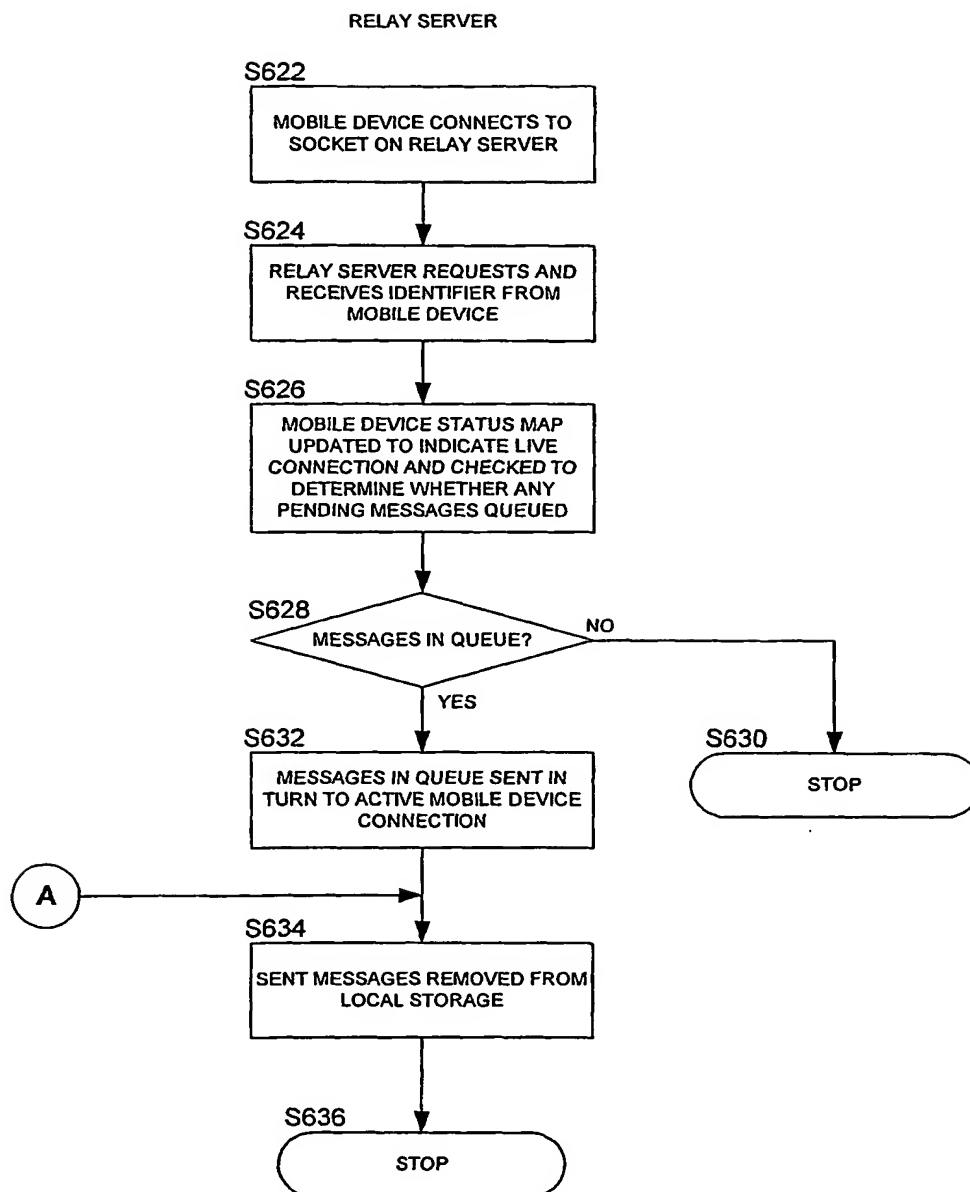 RELAY SERVER
S622
MOBILE DEVICE CONNECTS TO
SOCKET ON RELAY SERVER
S624
RELAY SERVER REQUESTS AND
RECEIVES IDENTIFIER FROM
MOBILE DEVICE
S626
MOBILE DEVICE STATUS MAP
UPDATED TO INDICATE LIVE
CONNECTION AND CHECKED TO
DETERMINE WHETHER ANY
PENDING MESSAGES QUEUED
S628
MESSAGES IN QUEUE?
NO
YES
S630
STOP
S632
MESSAGES IN QUEUE SENT IN
TURN TO ACTIVE MOBILE DEVICE
CONNECTION
A
S634
SENT MESSAGES REMOVED FROM
LOCAL STORAGE
S636
STOP